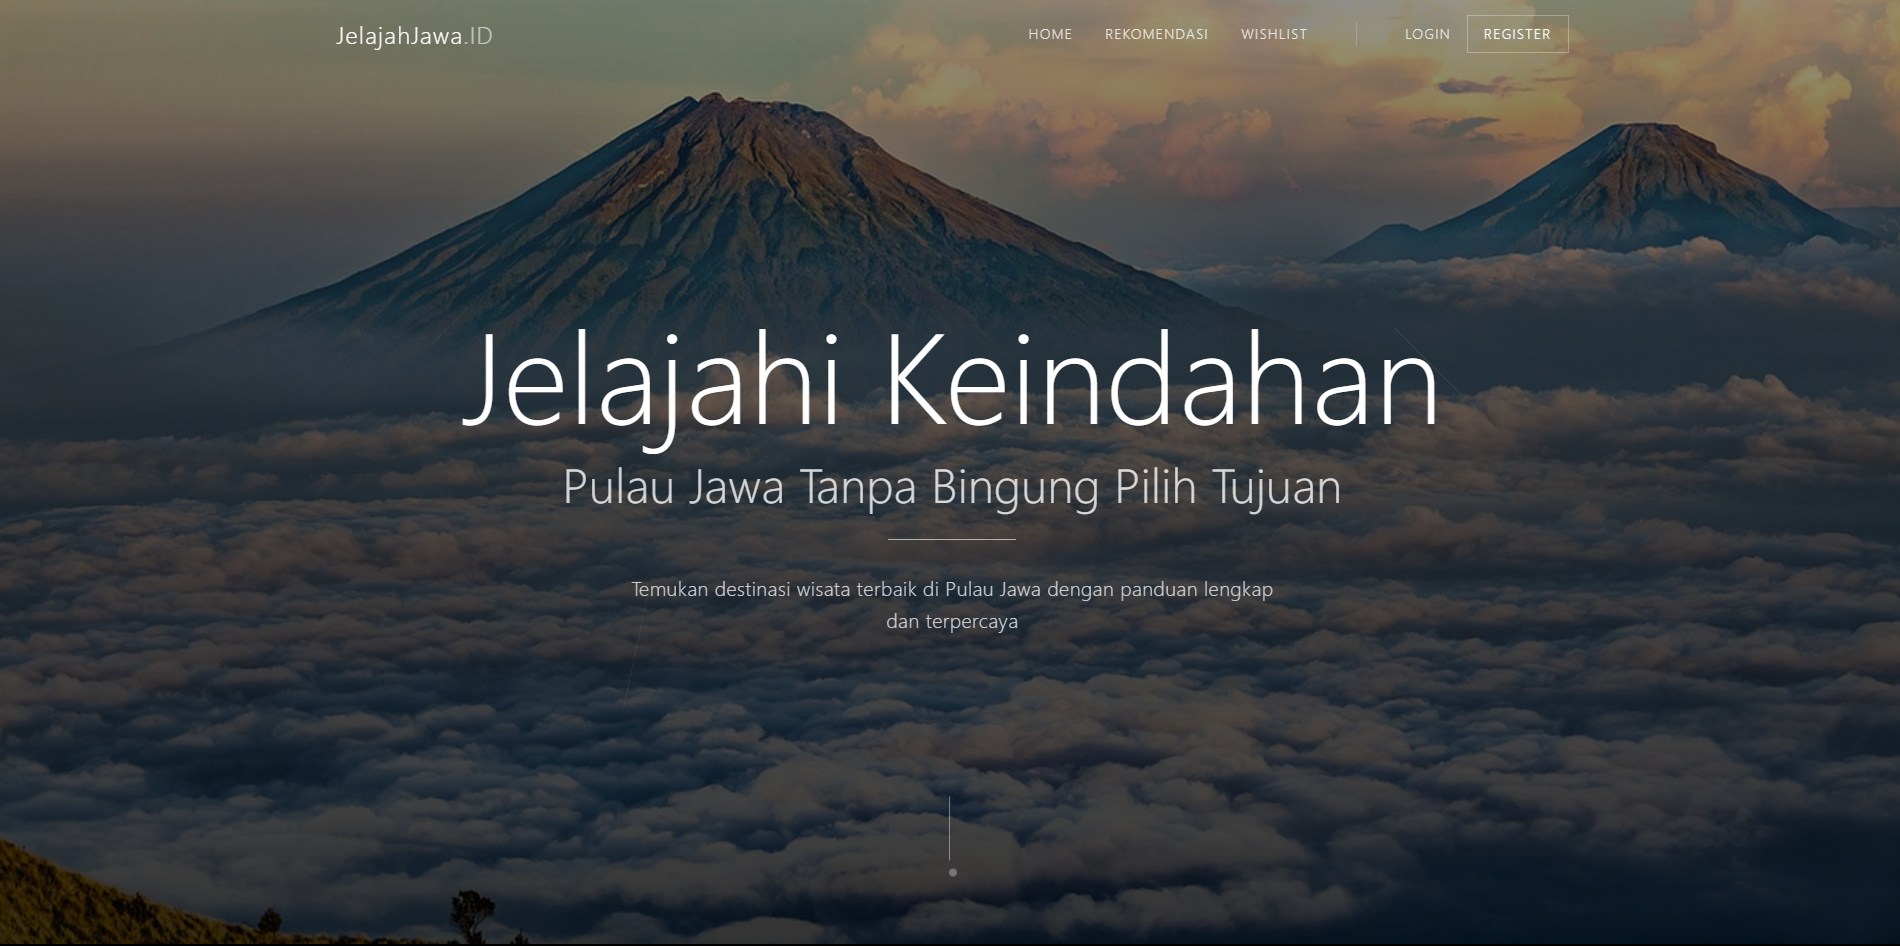 JelajahJawa.ID
HOME REKOMENDASI WISHLIST LOGIN REGISTER
Jelajahi Keindahan
Pulau Jawa Tanpa Bingung Pilih Tujuan
Temukan destinasi wisata terbaik di Pulau Jawa dengan panduan lengkap
dan terpercaya